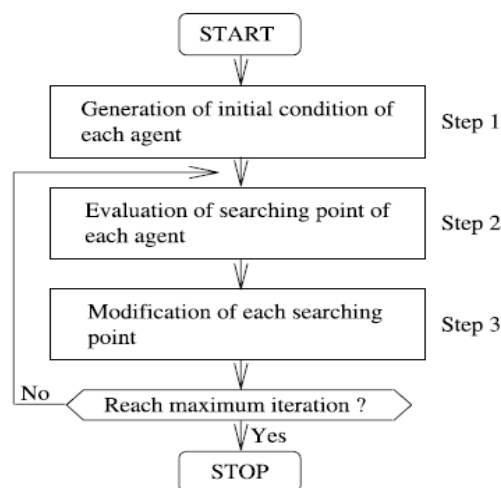 START
Generation of initial condition of
each agent
Step 1
Evaluation of searching point of
each agent
Step 2
Modification of each searching
point
Step 3
No
Reach maximum iteration ?
Yes
STOP